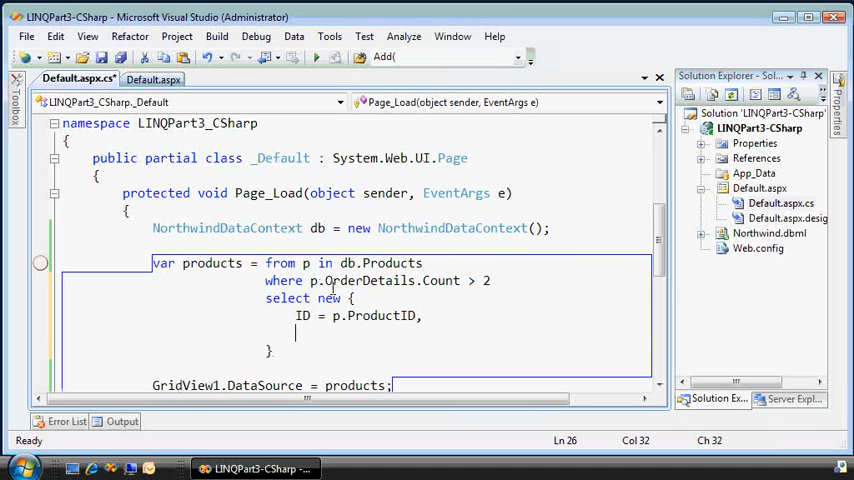 LINQPart3-CSharp - Microsoft Visual Studio (Administrator)
File Edit View Refactor Project Build Debug Data Tools Test Analyze Window Help
Add(
Default.aspx.cs* Default.aspx
Toolbox
LINQPart3_CSharp._Default Page_Load(object sender, EventArgs e)
namespace LINQPart3_CSharp
{
public partial class _Default : System.Web.UI.Page
{
protected void Page_Load(object sender, EventArgs e)
{
NorthwindDataContext db = new NorthwindDataContext();
var products = from p in db.Products
where p.OrderDetails.Count > 2
select new {
ID = p.ProductID,
}
GridView1.DataSource = products;
Solution Explorer - Sol...
Solution 'LINQPart3-CSharp'
LINQPart3-CSharp
Properties
References
App_Data
Default.aspx
Default.aspx.cs
Default.aspx.desig
Northwind.dbml
Web.config
Properties
Solution Ex... Server Expl...
Error List Output
Ready Ln 26 Col 32 Ch 32
LINQPart3-CSharp -...